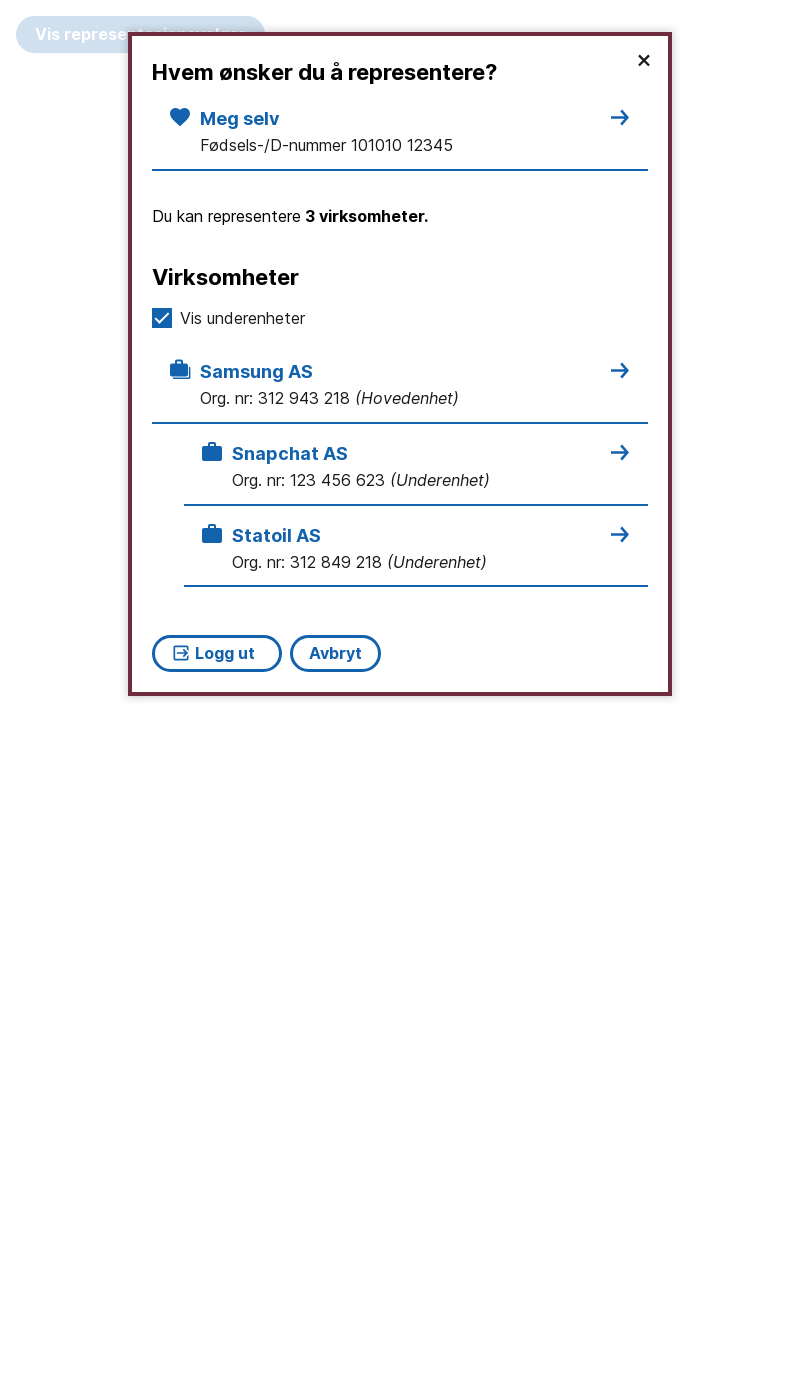 Vis
Hvem ønsker du å representere?
Meg selv
Fødsels-/D-nummer 101010 12345
Du kan representere 3 virksomheter.
Virksomheter
Vis underenheter
Samsung AS
Org. nr: 312 943 218 (Hovedenhet)
Snapchat AS
Org. nr: 123 456 623 (Underenhet)
Statoil AS
Org. nr: 312 849 218 (Underenhet)
Logg ut
Avbryt